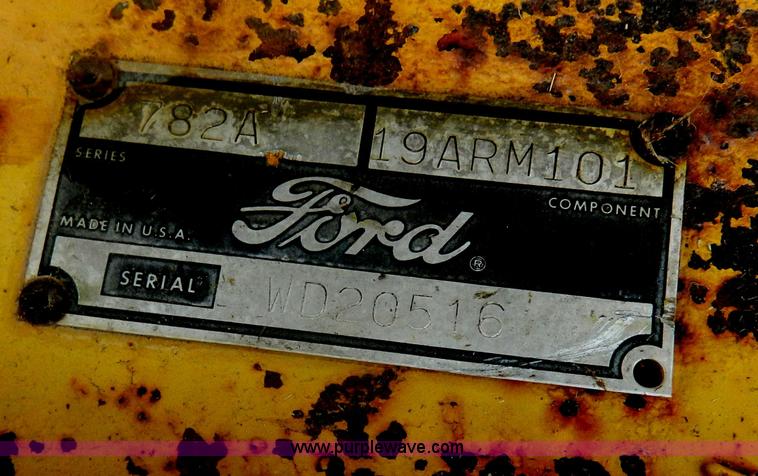 782A 19ARM101
SERIES COMPONENT
Ford ®
MADE IN U.S.A.
SERIAL WD20516
www.purplewave.com